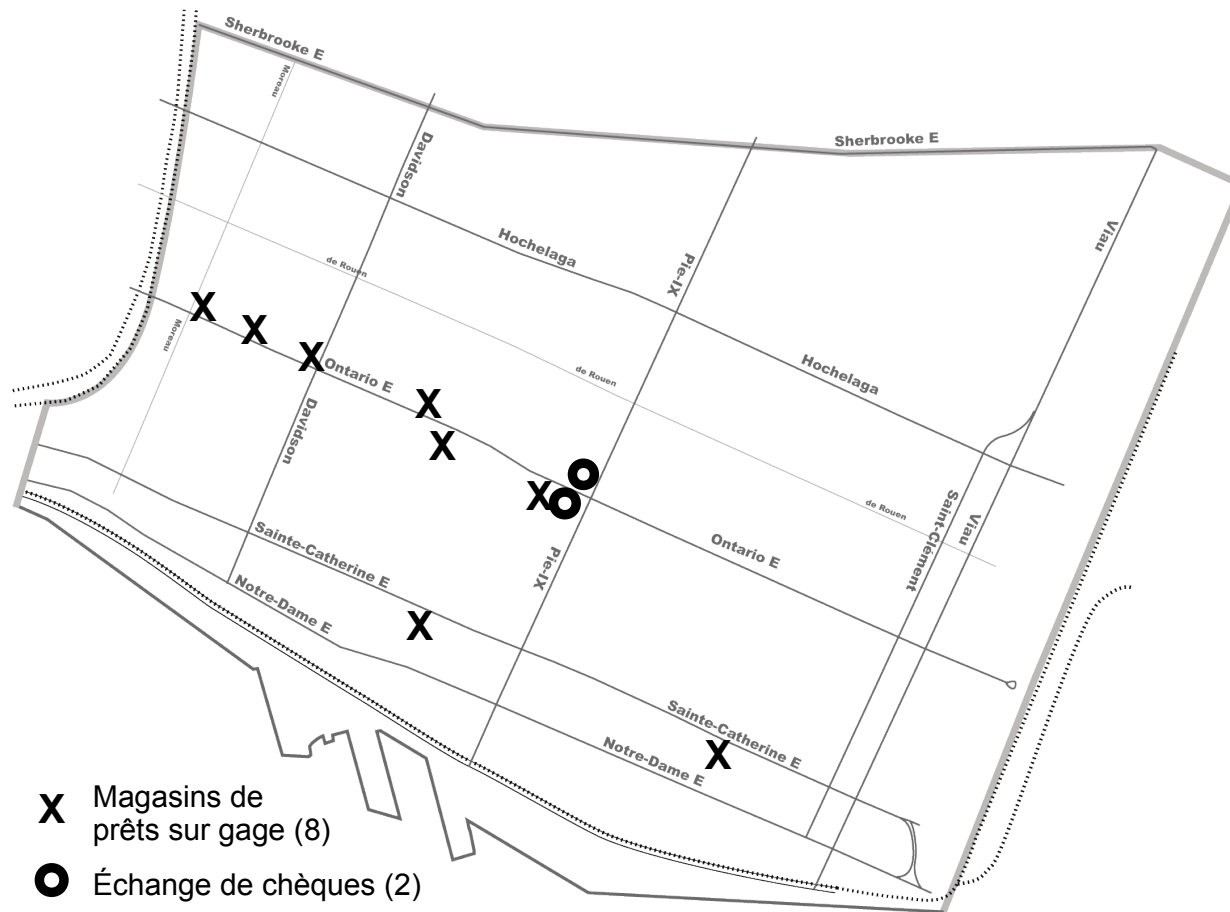 Sherbrooke E
Moreau
Sherbrooke E
Davidson
Viau
Hochelaga
Pie-IX
de Rouen
Moreau
Ontario E
Hochelaga
de Rouen
Davidson
Saint-Clément
de Rouen
Viau
Sainte-Catherine E
Ontario E
Pie-IX
Notre-Dame E
Sainte-Catherine E
Notre-Dame E
X Magasins de
prêts sur gage (8)
Échange de chèques (2)